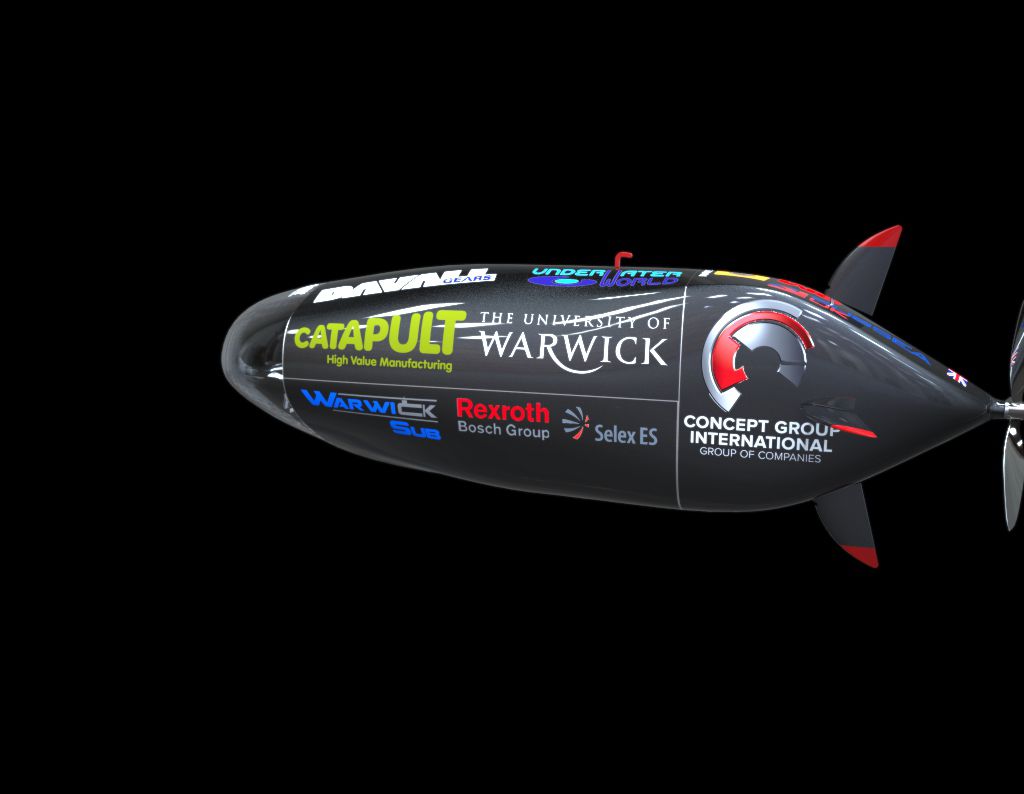 DAVALL
GEARS
UNDERWATER
WORLD
CATAPULT
High Value Manufacturing
THE UNIVERSITY OF
WARWICK
WARWICK
SUB
Rexroth
Bosch Group
Selex ES
CONCEPT GROUP
INTERNATIONAL
GROUP OF COMPANIES